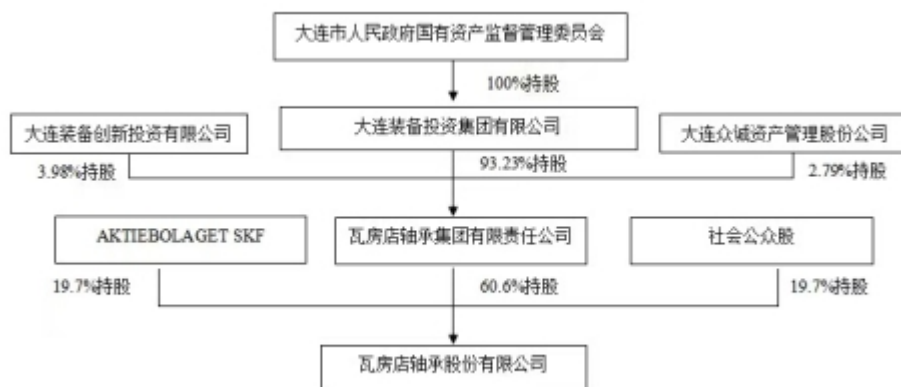 大连市人民政府国有资产监督管理委员会
100%持股
大连装备创新投资有限公司
大连装备投资集团有限公司
大连众诚资产管理股份公司
3.98%持股
93.23%持股
2.79%持股
AKTIEBOLAGET SKF
瓦房店轴承集团有限责任公司
社会公众股
19.7%持股
60.6%持股
19.7%持股
瓦房店轴承股份有限公司